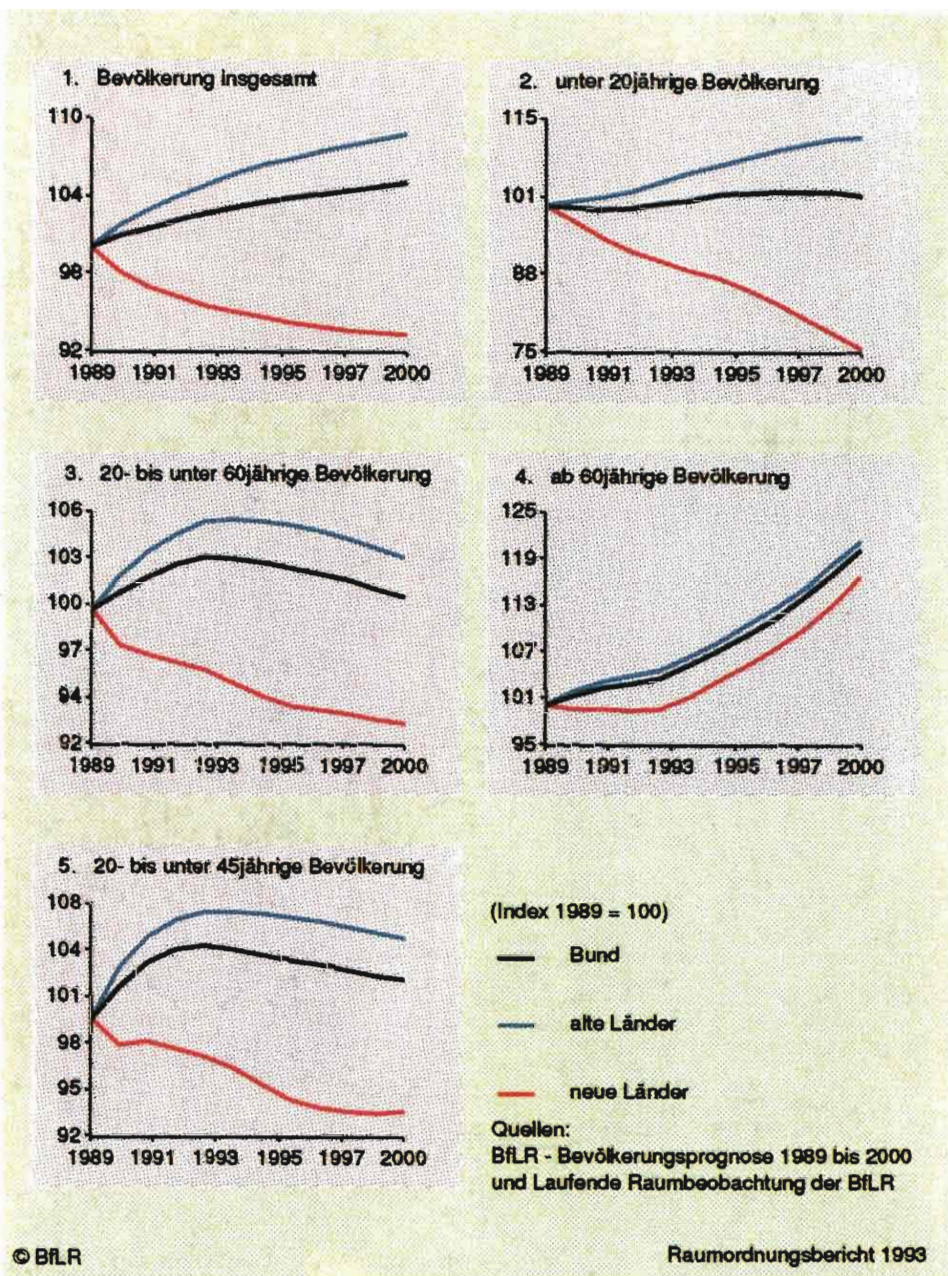 1. Bevölkerung insgesamt
110
104
98
92
1989 1991 1993 1995 1997 2000
2. unter 20jährige Bevölkerung
115
101
88
75
1989 1991 1993 1995 1997 2000
3. 20- bis unter 60jährige Bevölkerung
106
103
100
97
94
92
1989 1991 1993 1995 1997 2000
4. ab 60jährige Bevölkerung
125
119
113
107
101
95
1989 1991 1993 1995 1997 2000
5. 20- bis unter 45jährige Bevölkerung
108
104
101
98
95
92
1989 1991 1993 1995 1997 2000
(Index 1989 = 100)
Bund
alte Länder
neue Länder
Quellen:
BfLR - Bevölkerungsprognose 1989 bis 2000
und Laufende Raumbeobachtung der BfLR
© BfLR
Raumordnungsbericht 1993